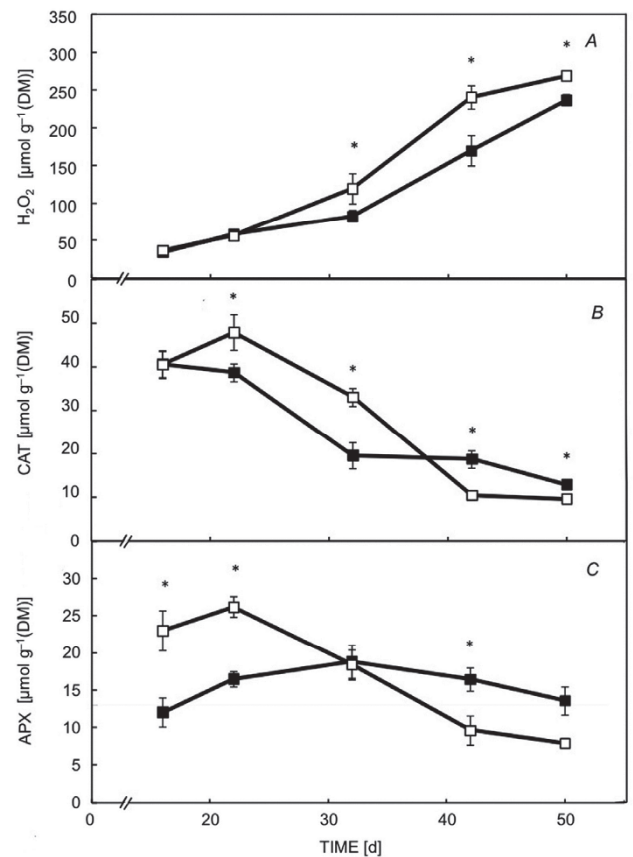 350
300
250
200
150
100
50
0
H₂O₂ [µmol g⁻¹ (DM)]
A
* * * *
50
40
30
20
10
0
CAT [µmol g⁻¹ (DM)]
B
* * * *
30
25
20
15
10
5
0
APX [µmol g⁻¹ (DM)]
C
* * *
0 20 30 40 50
TIME [d]